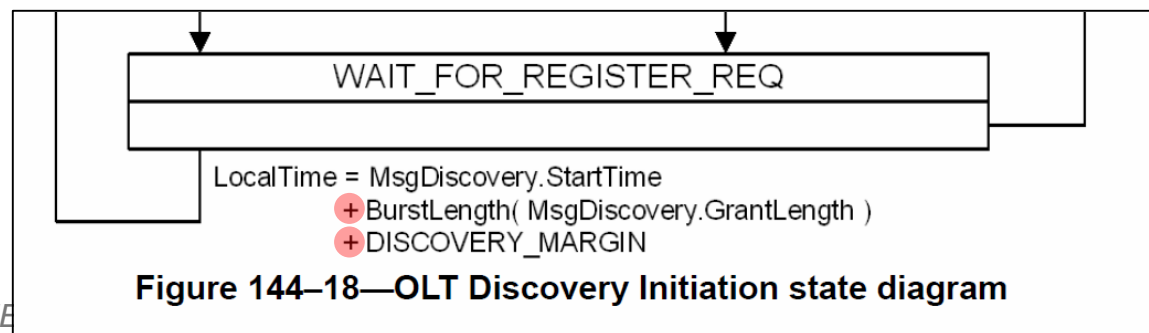 WAIT_FOR_REGISTER_REQ
LocalTime = MsgDiscovery.StartTime
+ BurstLength( MsgDiscovery.GrantLength )
+ DISCOVERY_MARGIN
Figure 144–18—OLT Discovery Initiation state diagram